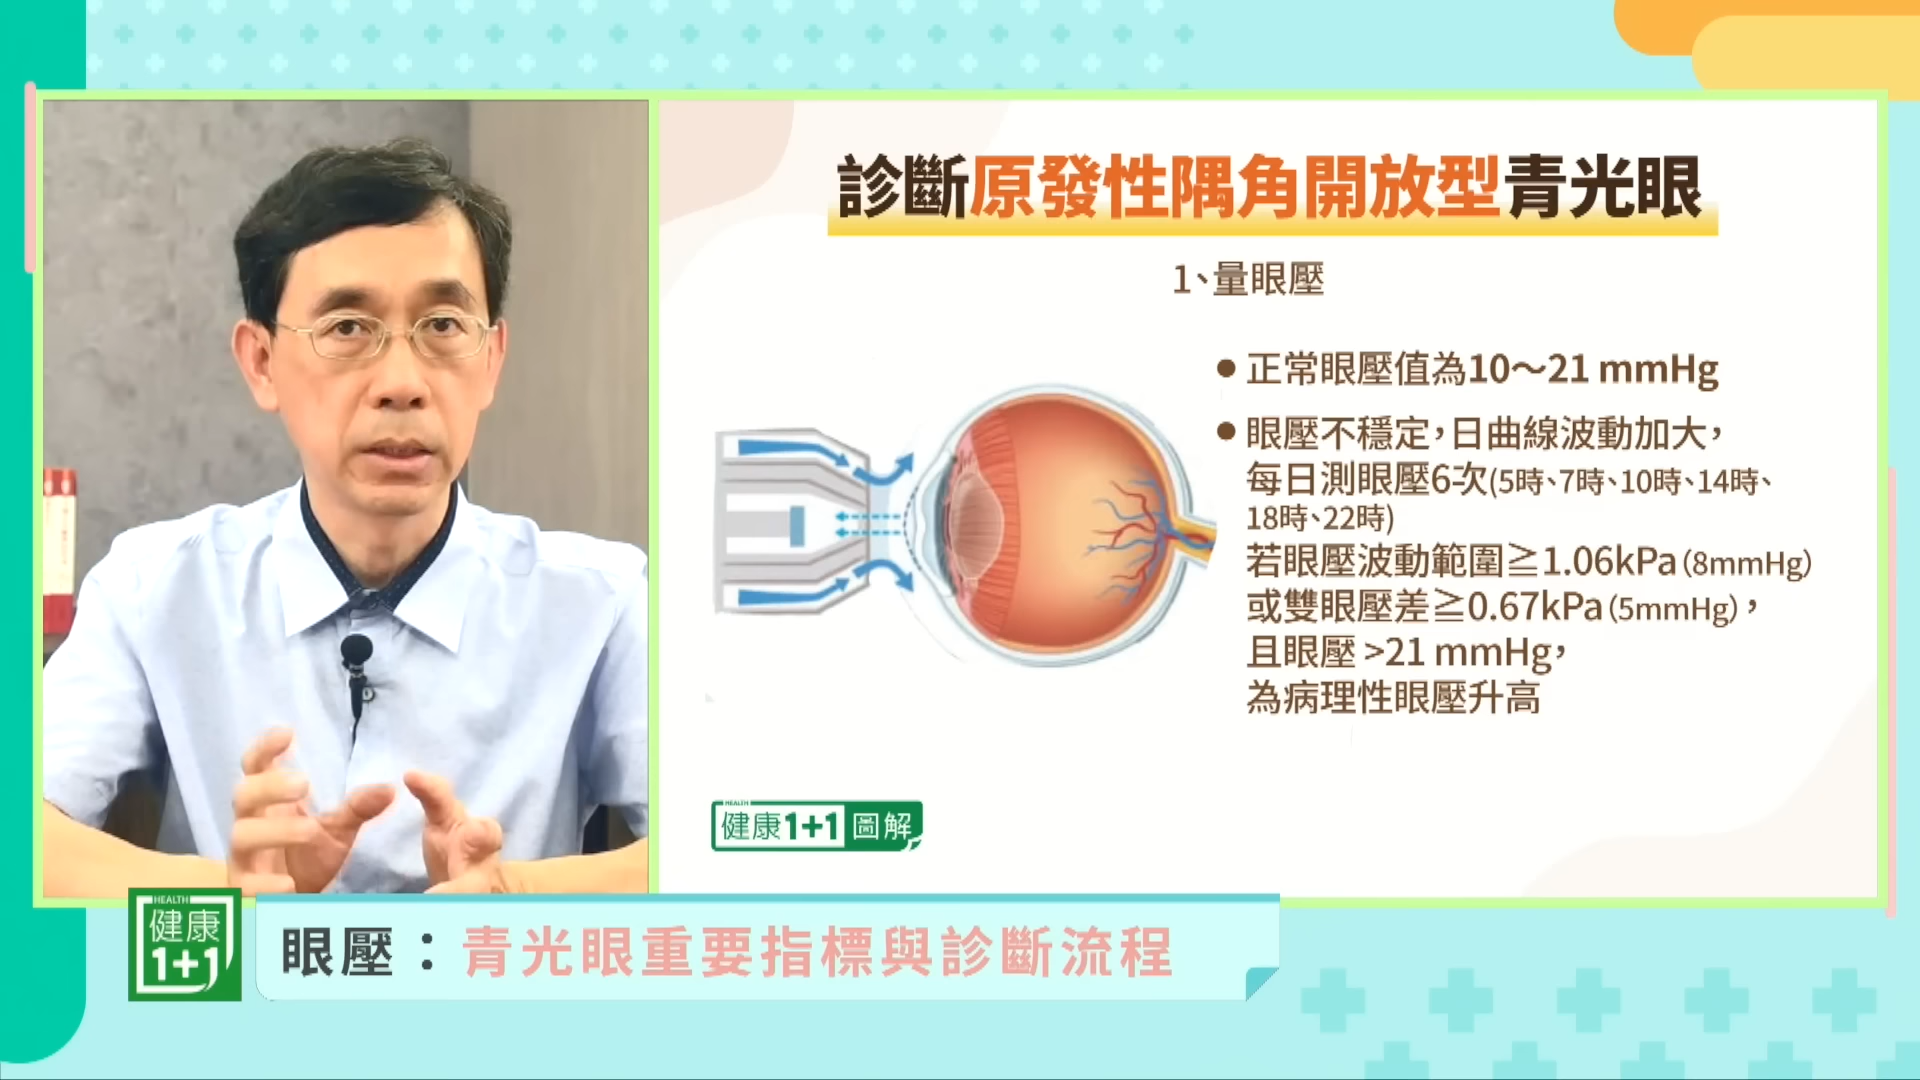 診斷原發性隅角開放型青光眼
1、量眼壓
● 正常眼壓值為10～21 mmHg
● 眼壓不穩定，日曲線波動加大，
每日測眼壓6次(5時、7時、10時、14時、
18時、22時)
若眼壓波動範圍≧1.06kPa(8mmHg)
或雙眼壓差≧0.67kPa(5mmHg)，
且眼壓 >21 mmHg，
為病理性眼壓升高
HEALTH
健康1+1 圖解
HEALTH
健康
1+1
眼壓：青光眼重要指標與診斷流程